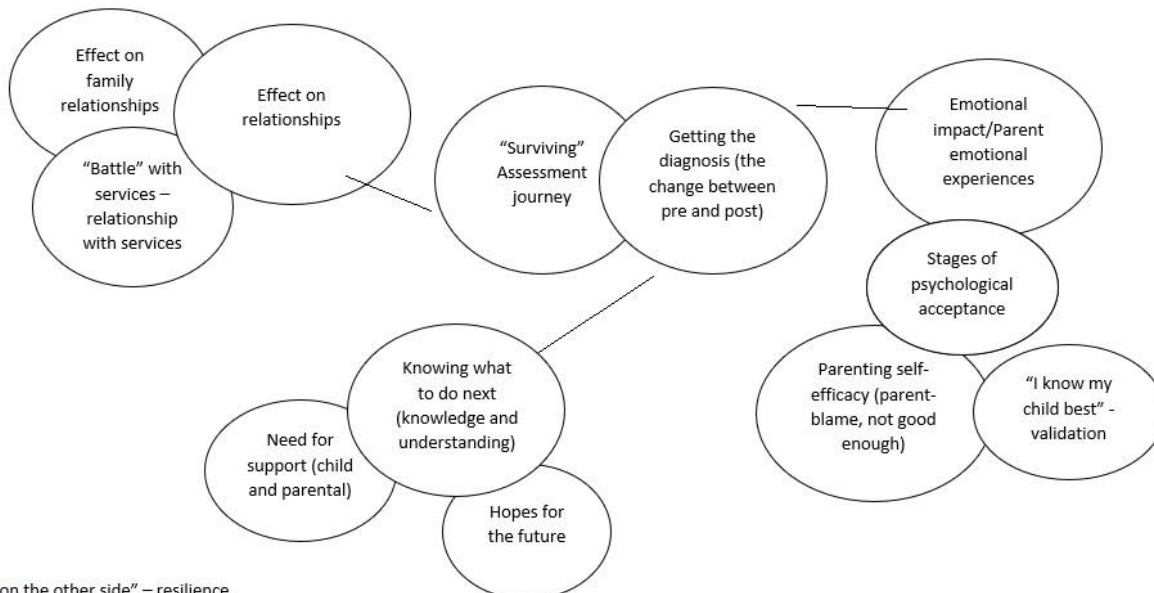 Effect on
family
relationships
Effect on
relationships
“Battle” with
services –
relationship
with services
“Surviving”
Assessment
journey
Getting the
diagnosis (the
change between
pre and post)
Emotional
impact/Parent
emotional
experiences
Stages of
psychological
acceptance
Parenting self-
efficacy (parent-
blame, not good
enough)
“I know my
child best” -
validation
Knowing what
to do next
(knowledge and
understanding)
Need for
support (child
and parental)
Hopes for
the future
on the other side” – resilience